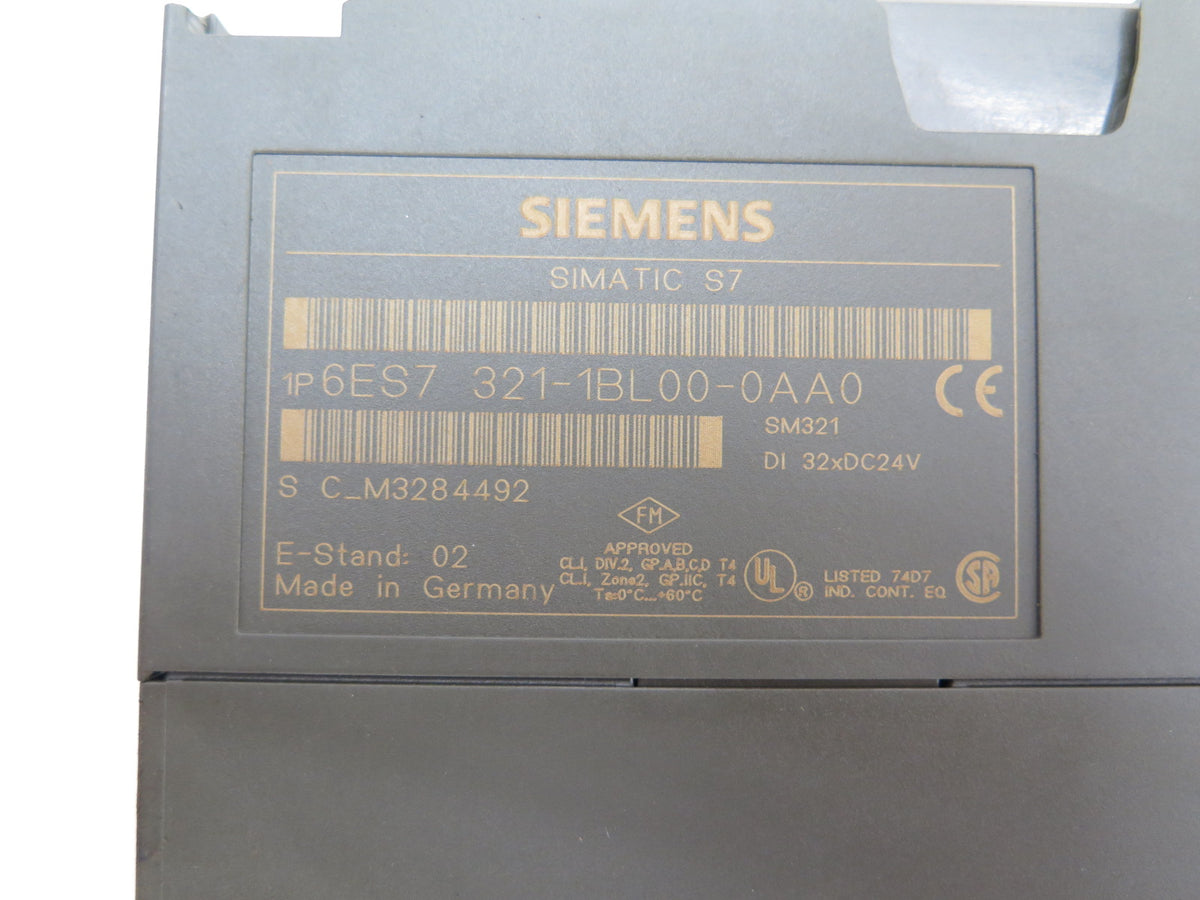 SIEMENS
SIMATIC S7
1P 6ES7 321-1BL00-0AA0 CE
SM321
DI 32xDC24V
S C_M3284492
FM
E-Stand: 02
Made in Germany
APPROVED
CL.I, DIV.2, GP.A,B,C,D T4
CL.I, Zone2, GP.IIC, T4
Ta:0°C...+60°C
UL ®
LISTED 74D7
IND. CONT. EQ
SA